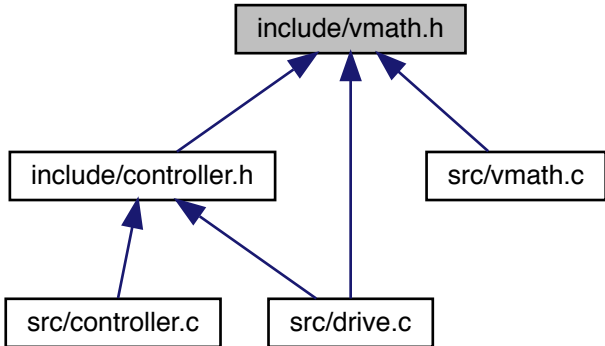 include/vmath.h
include/controller.h
src/vmath.c
src/controller.c
src/drive.c